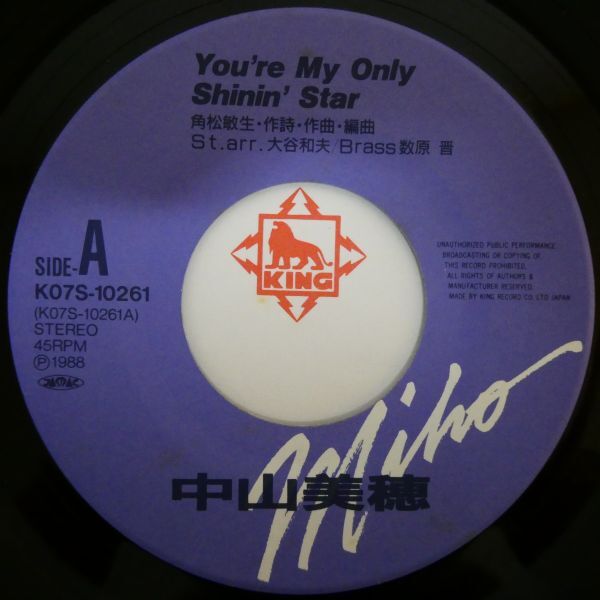 You're My Only
Shinin' Star
角松敏生・作詩・作曲・編曲
St.arr.大谷和夫/Brass数原 晋
KING
SIDE-A
K07S-10261
(K07S-10261A)
STEREO
45RPM
Ⓟ1988
JASRAC
UNAUTHORIZED PUBLIC PERFORMANCE
BROADCASTING OR COPYING OF,
THIS RECORD PROHIBITED.
ALL RIGHTS OF AUTHORS &
MANUFACTURER RESERVED.
MADE BY KING RECORD CO. LTD JAPAN
Miho
中山美穂